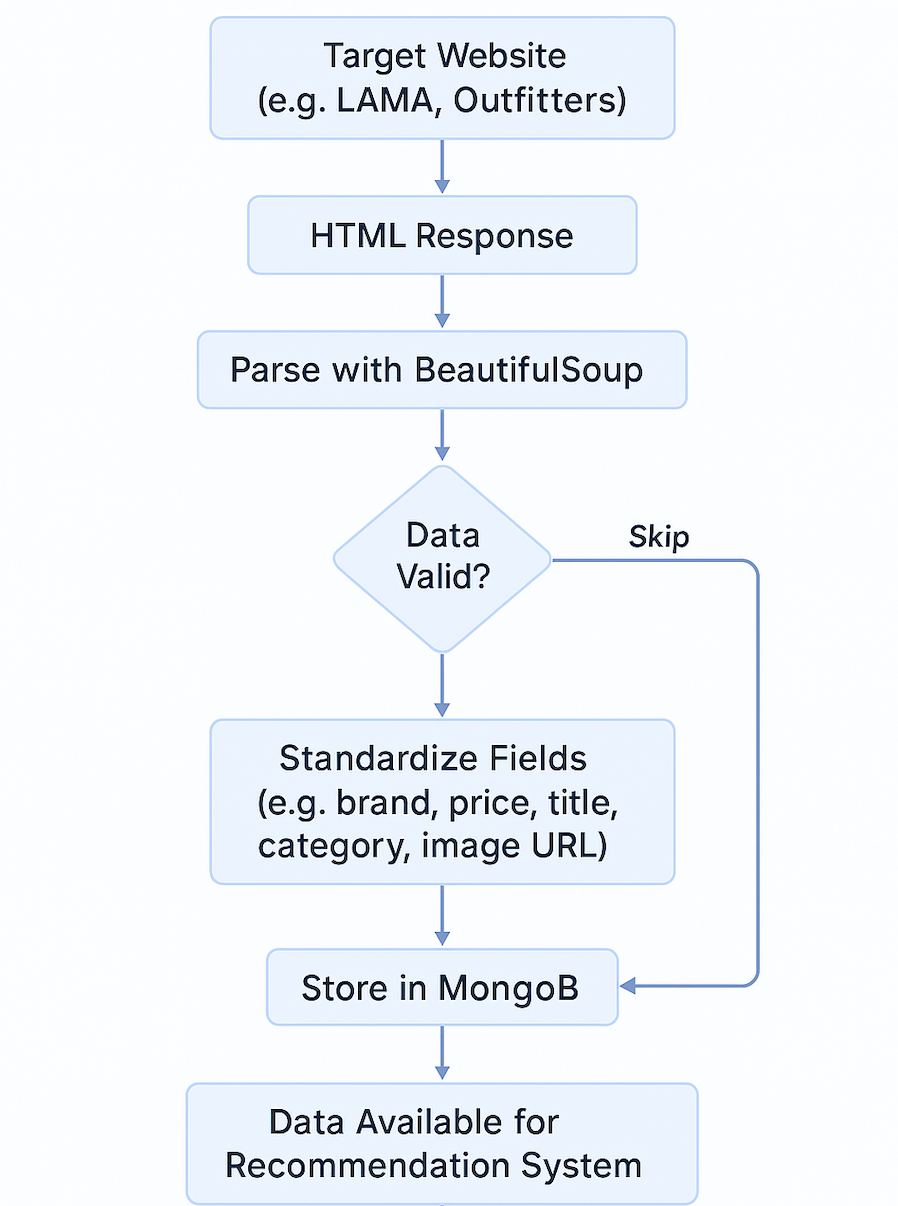 Target Website
(e.g. LAMA, Outfitters)
HTML Response
Parse with BeautifulSoup
Data
Valid?
Skip
Standardize Fields
(e.g. brand, price, title,
category, image URL)
Store in MongoB
Data Available for
Recommendation System